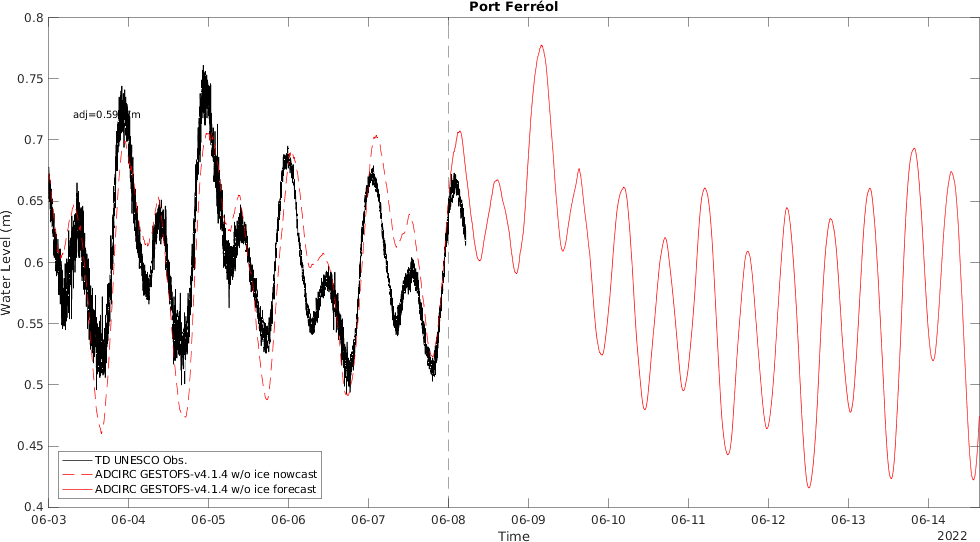 Port Ferréol
0.8
0.75
0.7
0.65
0.6
0.55
0.5
0.45
0.4
Water Level (m)
TD UNESCO Obs.
ADCIRC GESTOFS-v4.1.4 w/o ice nowcast
ADCIRC GESTOFS-v4.1.4 w/o ice forecast
06-03 06-04 06-05 06-06 06-07 06-08 06-09 06-10 06-11 06-12 06-13 06-14
Time
2022